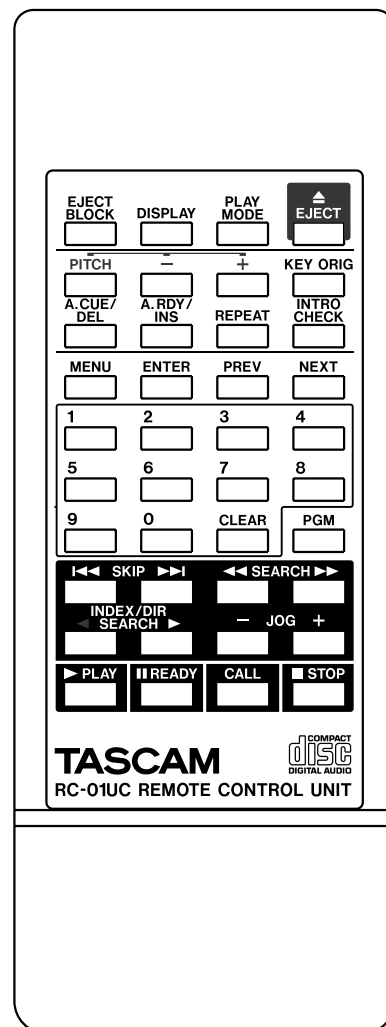 EJECT BLOCK DISPLAY PLAY MODE EJECT
PITCH − + KEY ORIG
A.CUE/ DEL A.RDY/ INS REPEAT INTRO CHECK
MENU ENTER PREV NEXT
1 2 3 4
5 6 7 8
9 0 CLEAR PGM
SKIP SEARCH
INDEX/DIR SEARCH − JOG +
PLAY READY CALL STOP
TASCAM
COMPACT disc DIGITAL AUDIO
RC-01UC REMOTE CONTROL UNIT